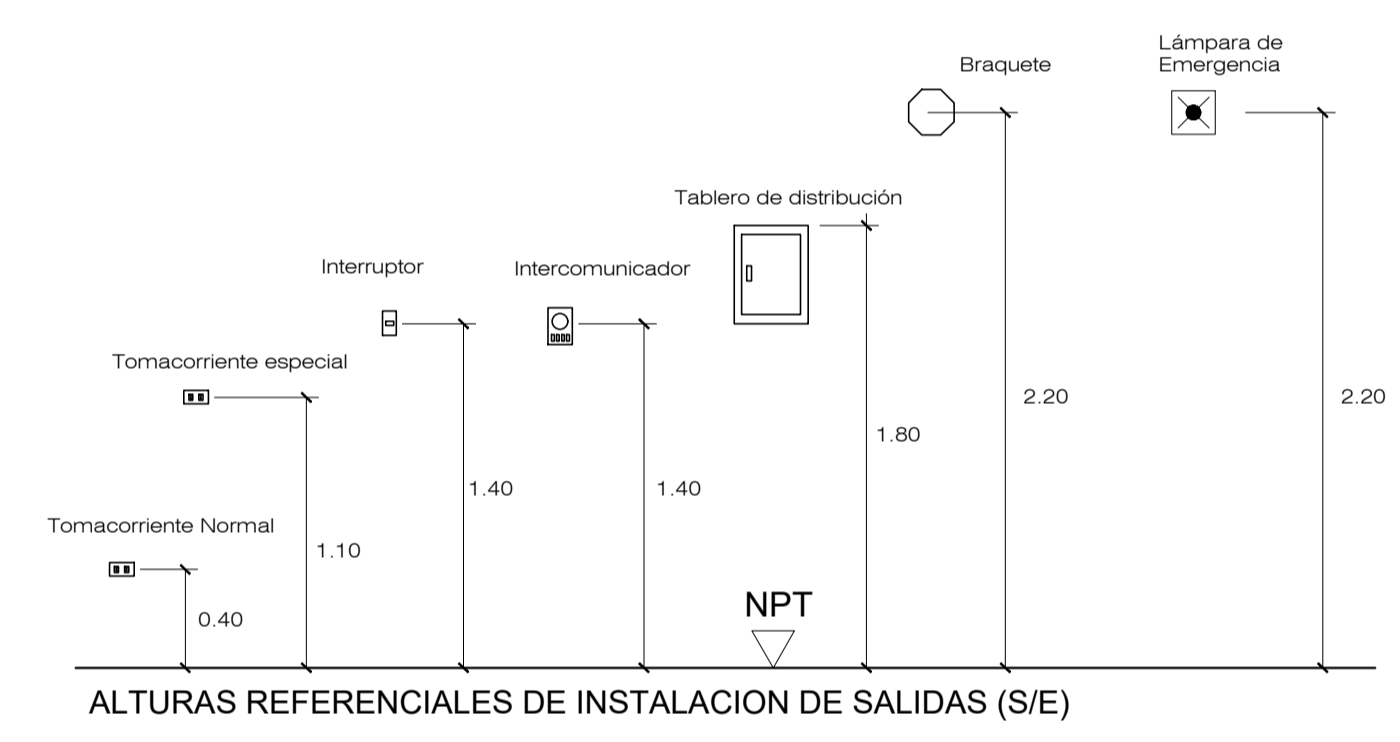 Lámpara de
Emergencia
Braquete
Tablero de distribución
Interruptor
Intercomunicador
Tomacorriente especial
2.20
2.20
1.80
1.40
1.40
Tomacorriente Normal
1.10
NPT
0.40
ALTURAS REFERENCIALES DE INSTALACION DE SALIDAS (S/E)